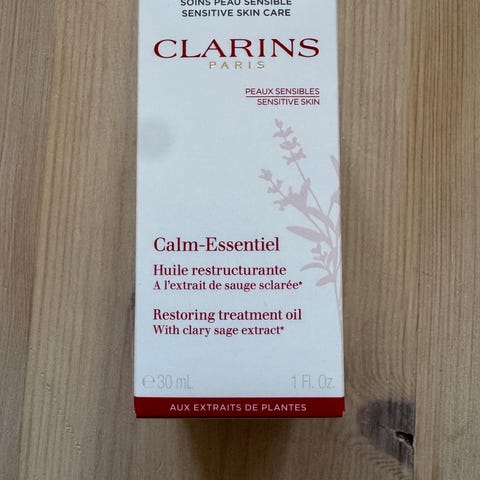 SOINS PEAU SENSIBLE
SENSITIVE SKIN CARE
CLARINS
PARIS
PEAUX SENSIBLES
SENSITIVE SKIN
Calm-Essentiel
Huile restructurante
A l'extrait de sauge sclarée*
Restoring treatment oil
With clary sage extract*
℮30 mL 1 Fl. Oz.
AUX EXTRAITS DE PLANTES